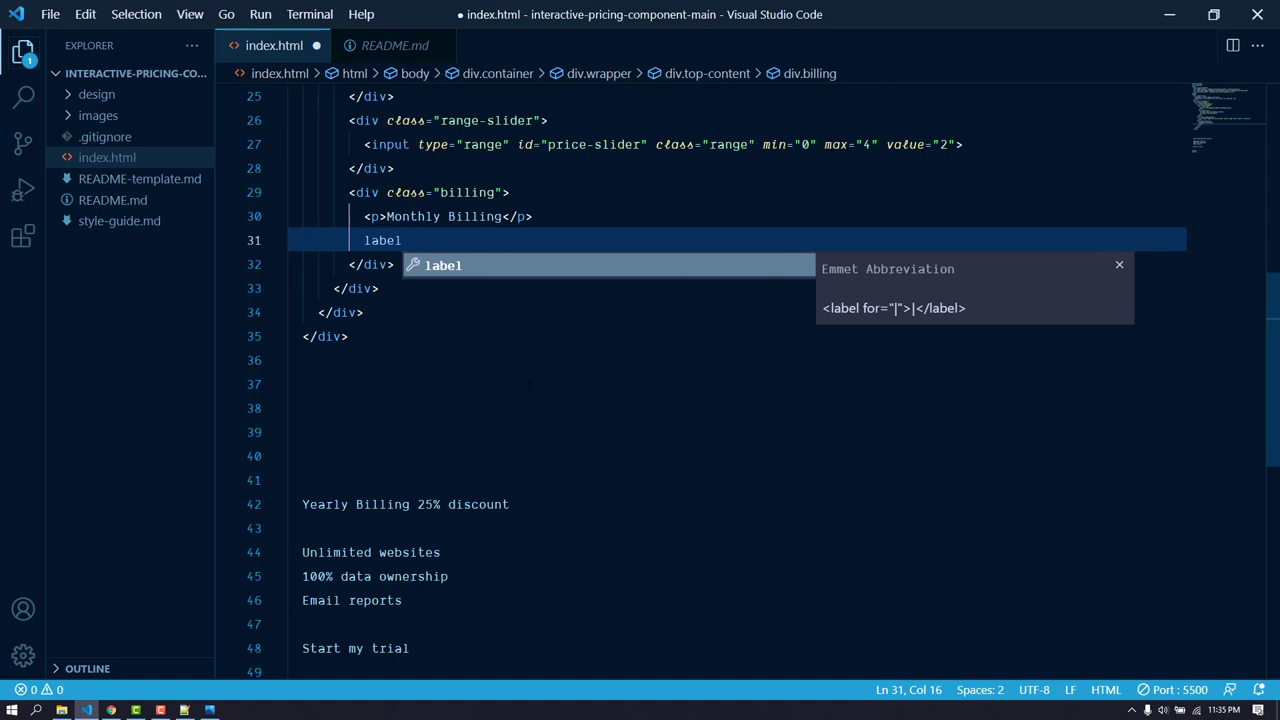 File Edit Selection View Go Run Terminal Help
● index.html - interactive-pricing-component-main - Visual Studio Code
EXPLORER
1
INTERACTIVE-PRICING-CO...
design
images
.gitignore
index.html
README-template.md
README.md
style-guide.md
OUTLINE
index.html
README.md
index.html html body div.container div.wrapper div.top-content div.billing
25 </div>
26 <div class="range-slider">
27 <input type="range" id="price-slider" class="range" min="0" max="4" value="2">
28 </div>
29 <div class="billing">
30 <p>Monthly Billing</p>
31 label
32 </div>
label
Emmet Abbreviation
<label for="|">|</label>
33 </div>
34 </div>
35 </div>
36
37
38
39
40
41
42 Yearly Billing 25% discount
43
44 Unlimited websites
45 100% data ownership
46 Email reports
47
48 Start my trial
49
0 0
Ln 31, Col 16 Spaces: 2 UTF-8 LF HTML Port : 5500
11:35 PM